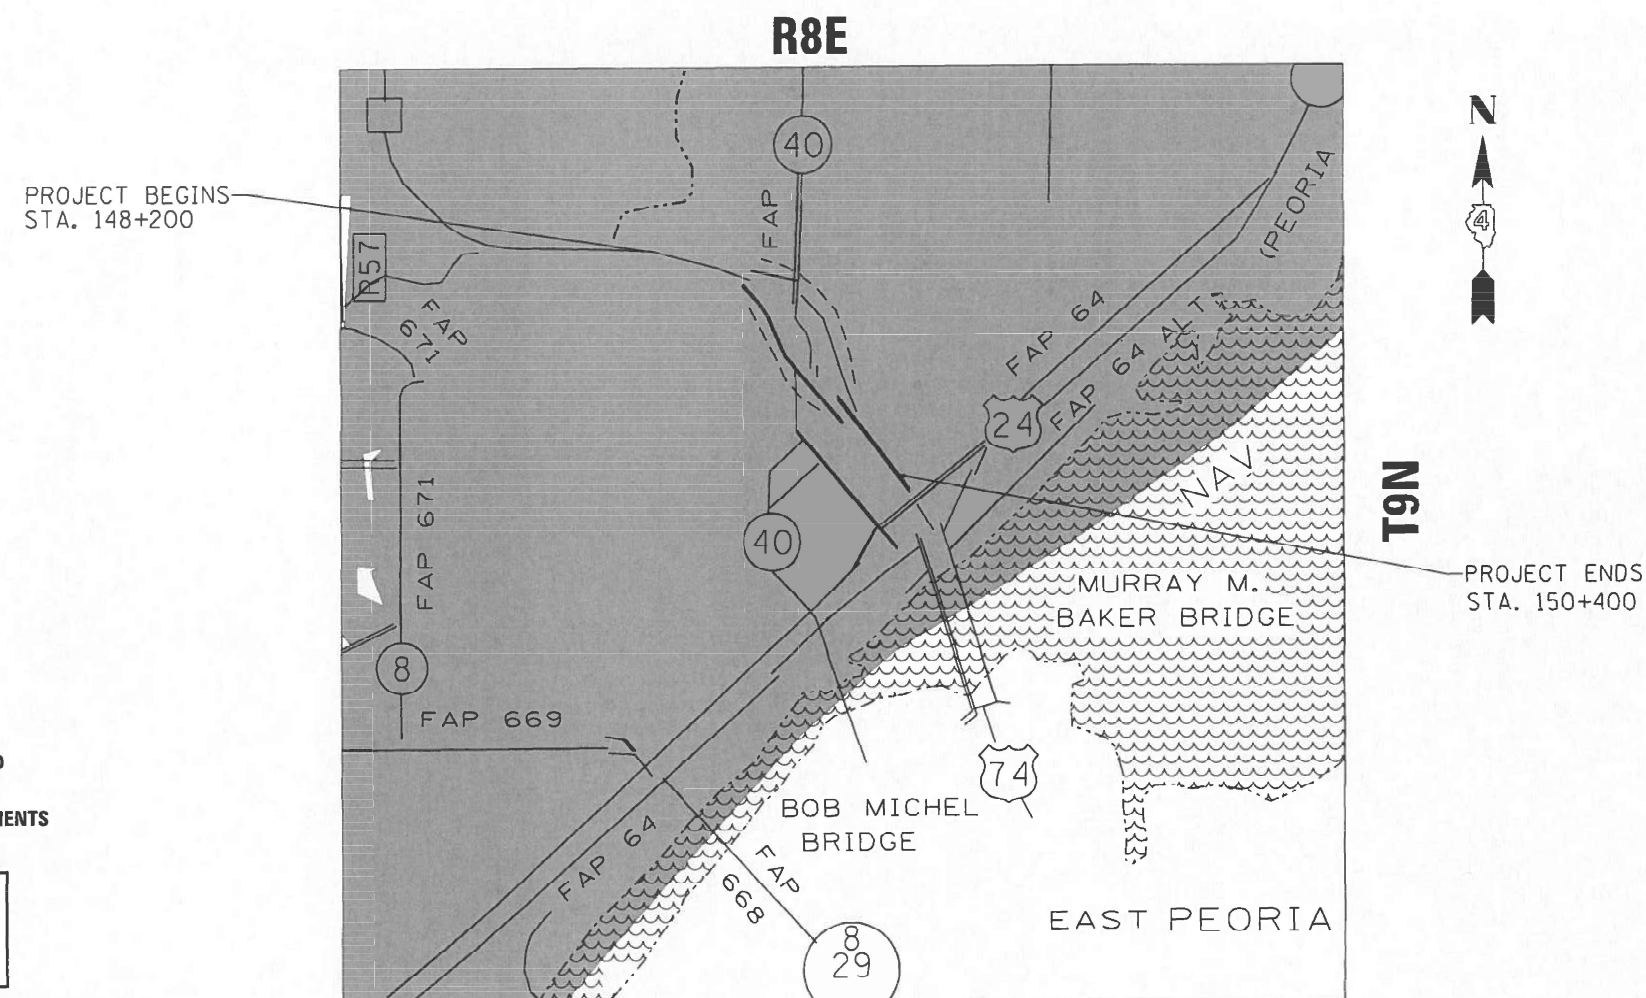 R8E
N
4
40
(PEORIA
PROJECT BEGINS
STA. 148+200
FAP
R57
FAP
671
FAP 64
FAP 64 ALT
24
NAV
T9N
FAP 671
40
PROJECT ENDS
STA. 150+400
MURRAY M.
BAKER BRIDGE
8
FAP 669
74
BOB MICHEL
BRIDGE
FAP 64
FAP
668
EAST PEORIA
8
29